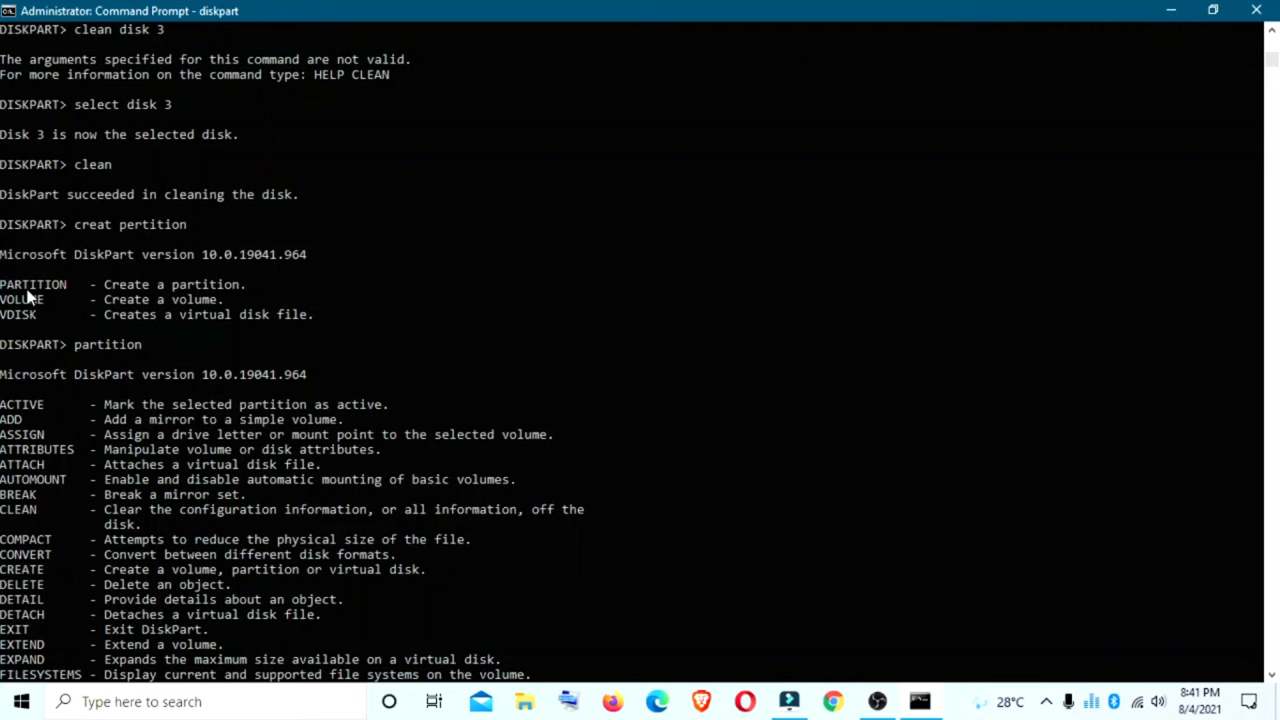 Administrator: Command Prompt - diskpart
DISKPART> clean disk 3
The arguments specified for this command are not valid.
For more information on the command type: HELP CLEAN
DISKPART> select disk 3
Disk 3 is now the selected disk.
DISKPART> clean
DiskPart succeeded in cleaning the disk.
DISKPART> creat pertition
Microsoft DiskPart version 10.0.19041.964
PARTITION - Create a partition.
VOLUME - Create a volume.
VDISK - Creates a virtual disk file.
DISKPART> partition
Microsoft DiskPart version 10.0.19041.964
ACTIVE - Mark the selected partition as active.
ADD - Add a mirror to a simple volume.
ASSIGN - Assign a drive letter or mount point to the selected volume.
ATTRIBUTES - Manipulate volume or disk attributes.
ATTACH - Attaches a virtual disk file.
AUTOMOUNT - Enable and disable automatic mounting of basic volumes.
BREAK - Break a mirror set.
CLEAN - Clear the configuration information, or all information, off the
disk.
COMPACT - Attempts to reduce the physical size of the file.
CONVERT - Convert between different disk formats.
CREATE - Create a volume, partition or virtual disk.
DELETE - Delete an object.
DETAIL - Provide details about an object.
DETACH - Detaches a virtual disk file.
EXIT - Exit DiskPart.
EXTEND - Extend a volume.
EXPAND - Expands the maximum size available on a virtual disk.
FILESYSTEMS - Display current and supported file systems on the volume.
Type here to search
28°C
8:41 PM
8/4/2021